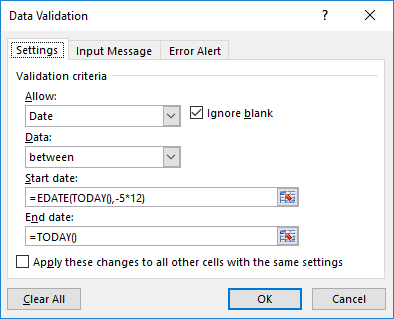 Data Validation ?
Settings Input Message Error Alert
Validation criteria
Allow:
Date Ignore blank
Data:
between
Start date:
=EDATE(TODAY(),-5*12)
End date:
=TODAY()
Apply these changes to all other cells with the same settings
Clear All OK Cancel